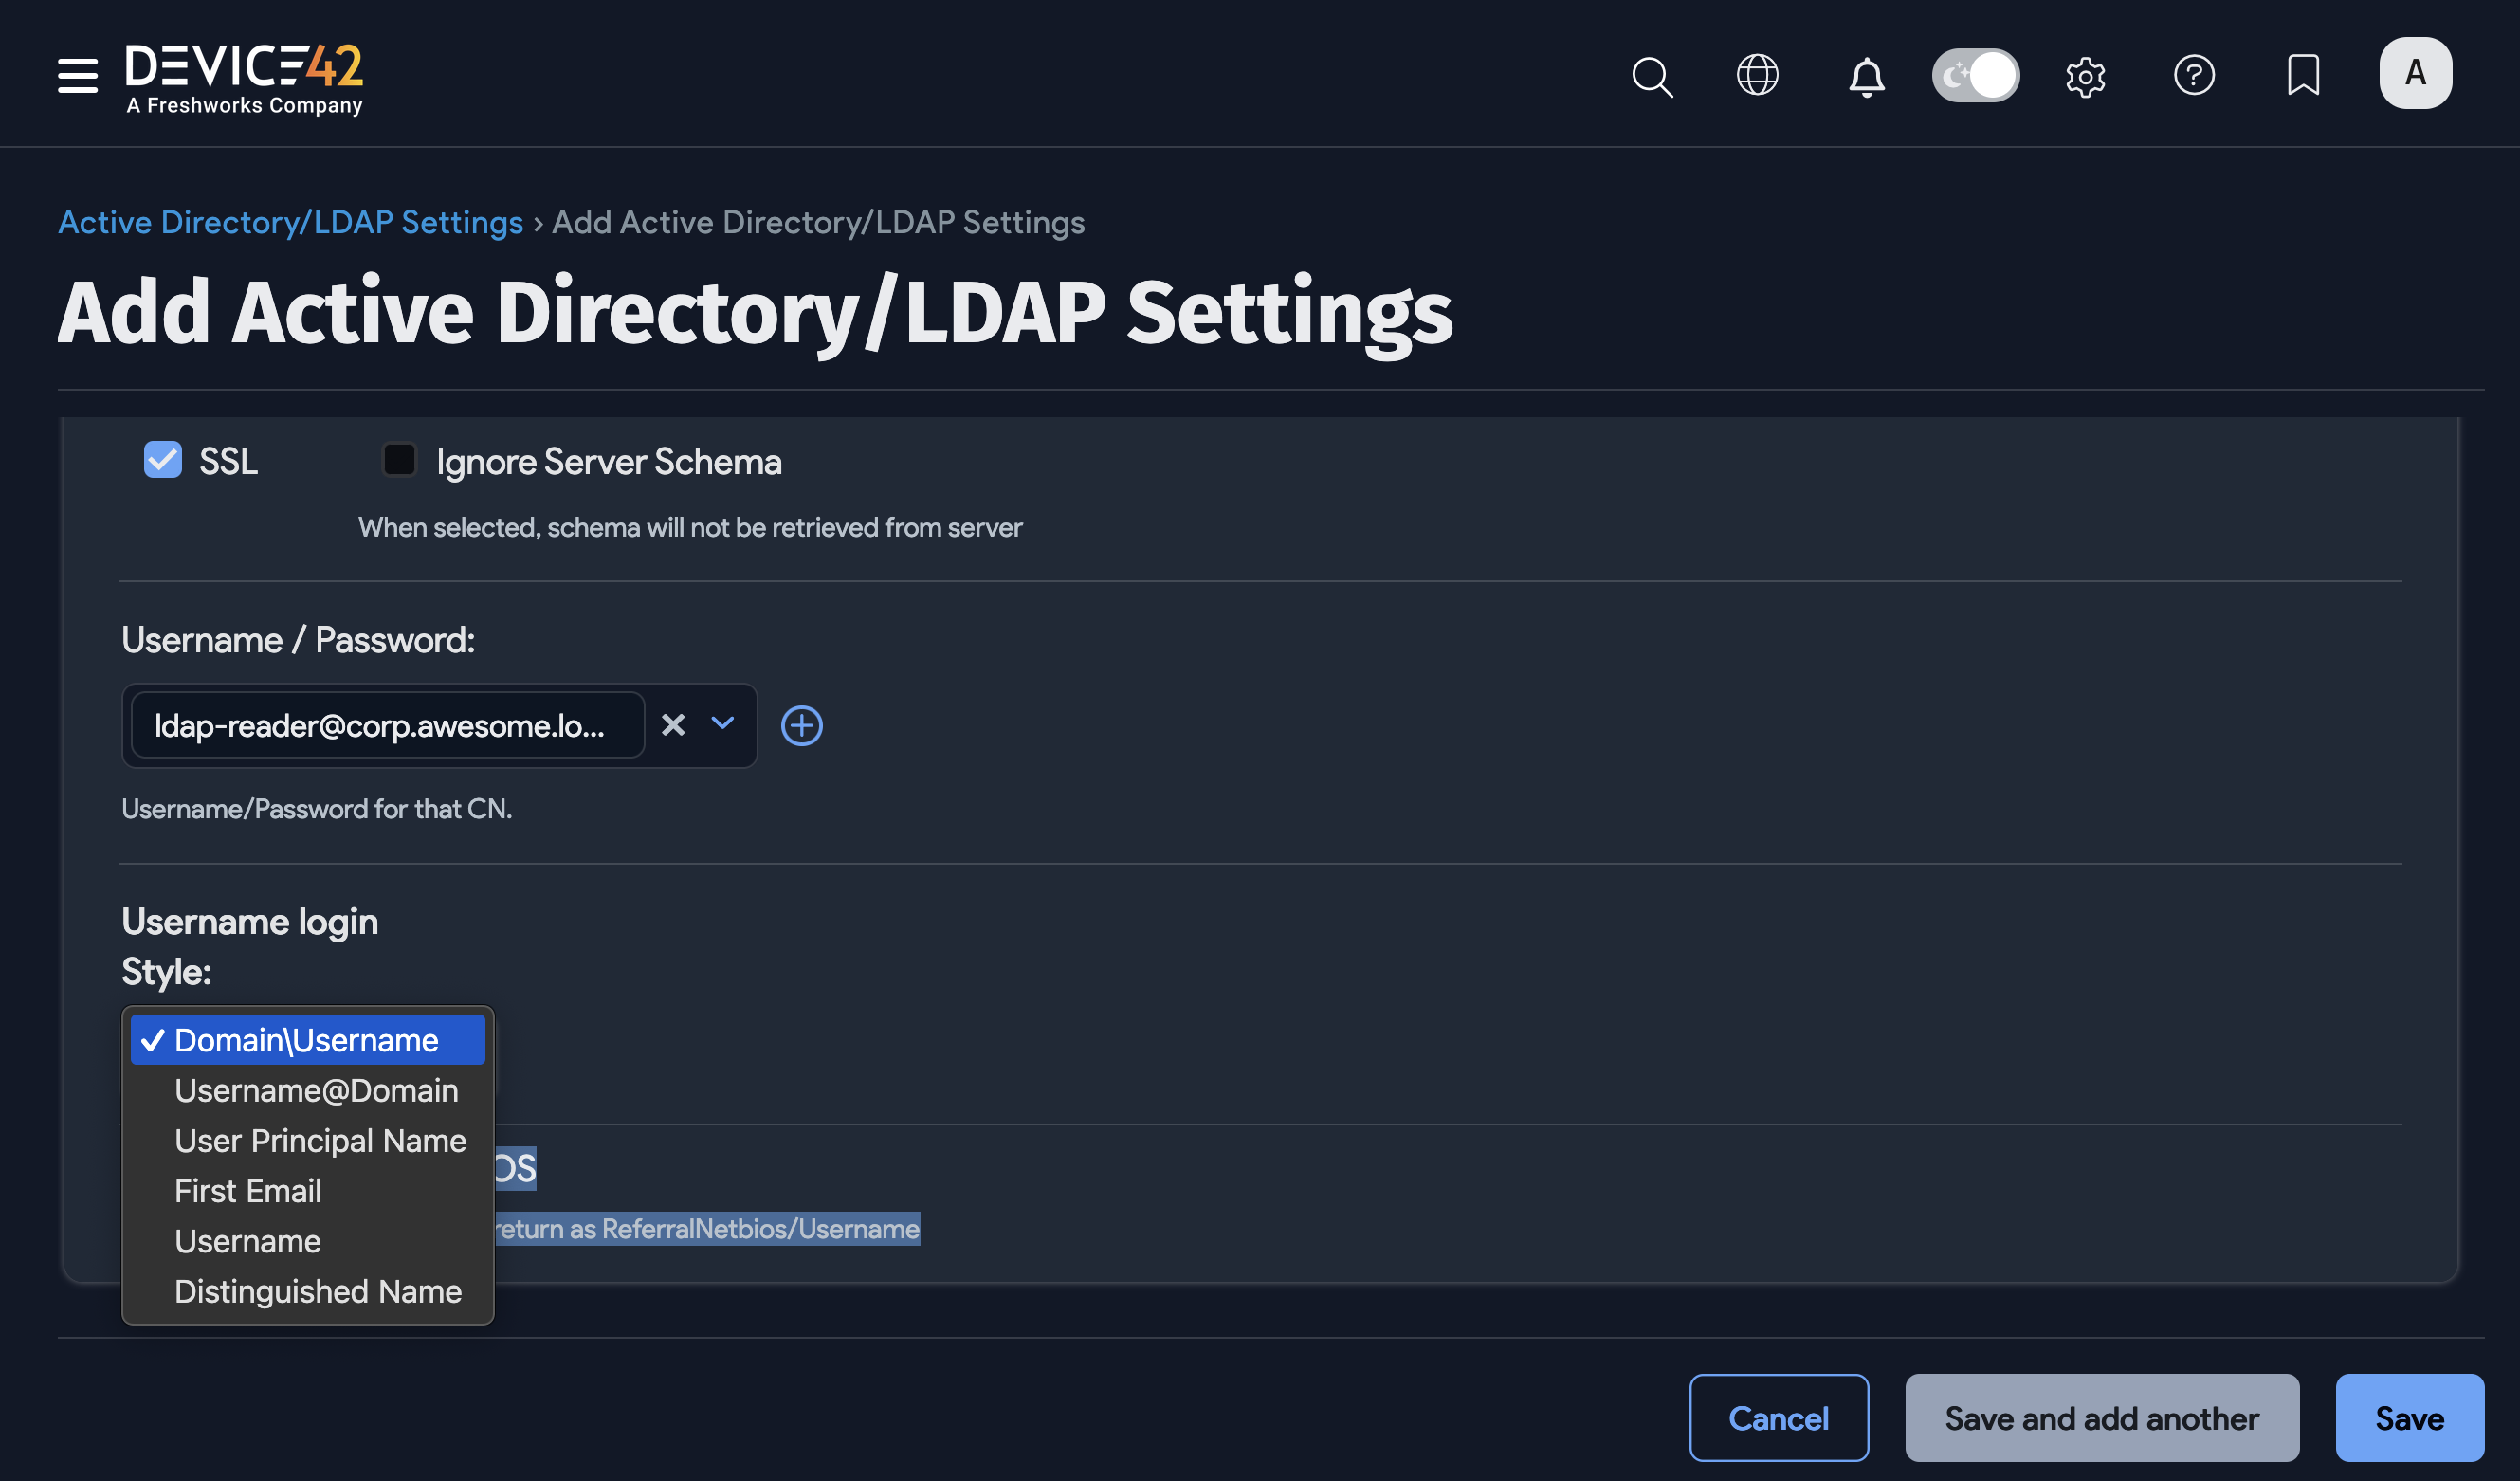 DEVICE42
A Freshworks Company
A
Active Directory/LDAP Settings › Add Active Directory/LDAP Settings
Add Active Directory/LDAP Settings
SSL
Ignore Server Schema
When selected, schema will not be retrieved from server
Username / Password:
ldap-reader@corp.awesome.lo...
Username/Password for that CN.
Username login
Style:
Domain\Username
Username@Domain
User Principal Name
First Email
Username
Distinguished Name
OS
return as ReferralNetbios/Username
Cancel
Save and add another
Save